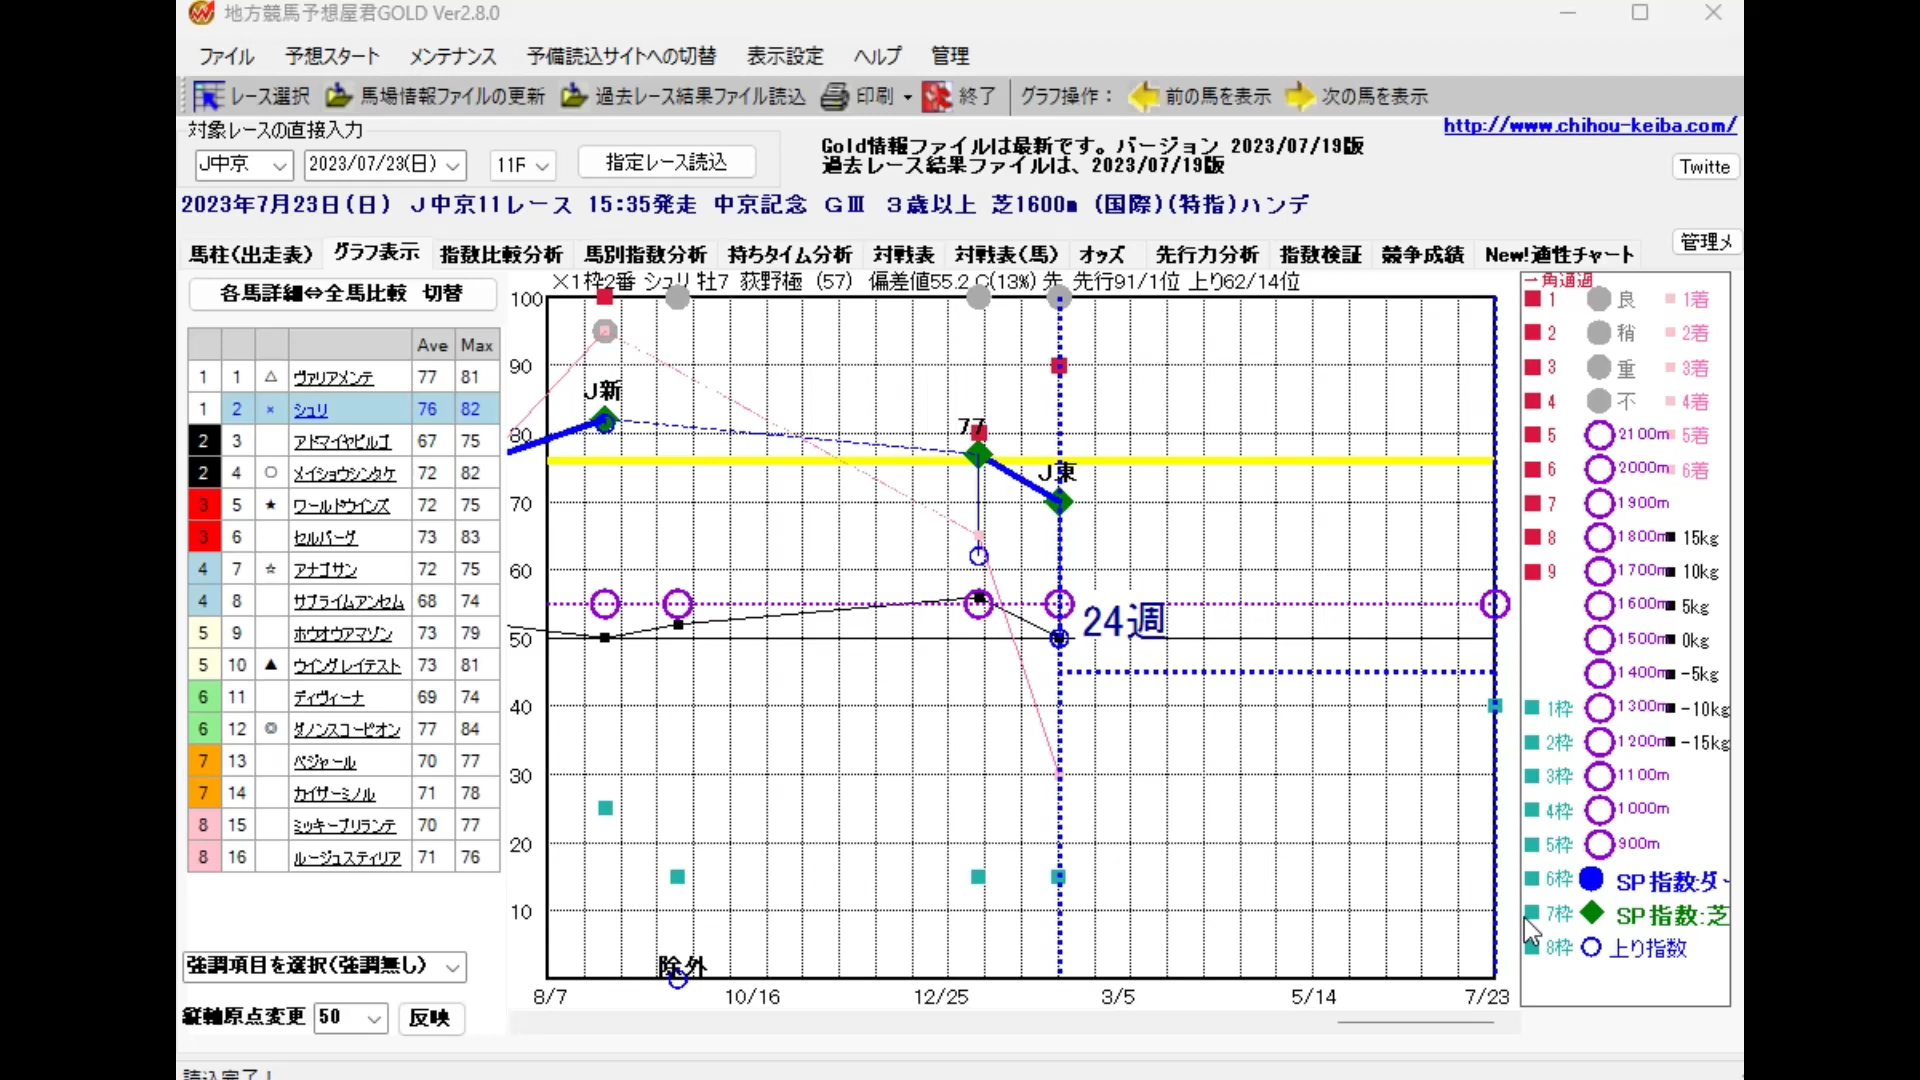 地方競馬予想屋君GOLD Ver2.8.0
ファイル 予想スタート メンテナンス 予備読込サイトへの切替 表示設定 ヘルプ 管理
レース選択 馬場情報ファイルの更新 過去レース結果ファイル読込 印刷 終了 グラフ操作： 前の馬を表示 次の馬を表示
対象レースの直接入力
http://www.chihou-keiba.com/
Gold情報ファイルは最新です。バージョン 2023/07/19版
過去レース結果ファイルは、2023/07/19版
J中京 2023/07/23(日) 11F 指定レース読込 Twitte
2023年7月23日(日) J中京11レース 15:35発走 中京記念 GⅢ 3歳以上 芝1600m (国際)(特指)ハンデ
管理メ
馬柱(出走表) グラフ表示 指数比較分析 馬別指数分析 持ちタイム分析 対戦表 対戦表(馬) オッズ 先行力分析 指数検証 競争成績 New!適性チャート
各馬詳細⇔全馬比較 切替
×1枠2番 シュリ 牡7 荻野極 (57) 偏差値55.2 C(13%) 先 先行91/1位 上り62/14位
Ave Max
1 1 △ ヴァリアメンテ 77 81
1 2 × シュリ 76 82
2 3 アドマイヤビルゴ 67 75
2 4 ○ メイショウシンタケ 72 82
3 5 ★ ワールドウインズ 72 75
3 6 セルバーグ 73 83
4 7 ☆ アナゴサン 72 75
4 8 サブライムアンセム 68 74
5 9 ホウオウアマゾン 73 79
5 10 ▲ ウイングレイテスト 73 81
6 11 ディヴィーナ 69 74
6 12 ◎ ダノンスコーピオン 77 84
7 13 ベジャール 70 77
7 14 カイザーミノル 71 78
8 15 ミッキーブリランテ 70 77
8 16 ルージュスティリア 71 76
強調項目を選択(強調無し)
縦軸原点変更 50 反映
100
90
80
70
60
50
40
30
20
10
J新
77
J東
24週
除外
8/7 10/16 12/25 3/5 5/14 7/23
一角通過
1 良 1着
2 稍 2着
3 重 3着
4 不 4着
5 2100m 5着
6 2000m 6着
7 1900m
8 1800m 15kg
9 1700m 10kg
1600m 5kg
1500m 0kg
1400m -5kg
1枠 1300m -10kg
2枠 1200m -15kg
3枠 1100m
4枠 1000m
5枠 900m
6枠 SP指数:ダ
7枠 SP指数:芝
8枠 上り指数
読込完了！